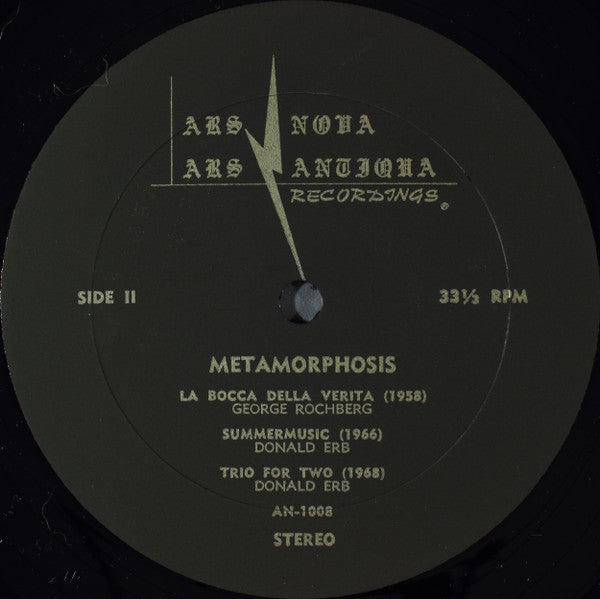 ARS NOVA
ARS ANTIQUA
RECORDINGS®
SIDE II
33⅓ RPM
METAMORPHOSIS
LA BOCCA DELLA VERITA (1958)
GEORGE ROCHBERG
SUMMERMUSIC (1966)
DONALD ERB
TRIO FOR TWO (1968)
DONALD ERB
AN-1008
STEREO